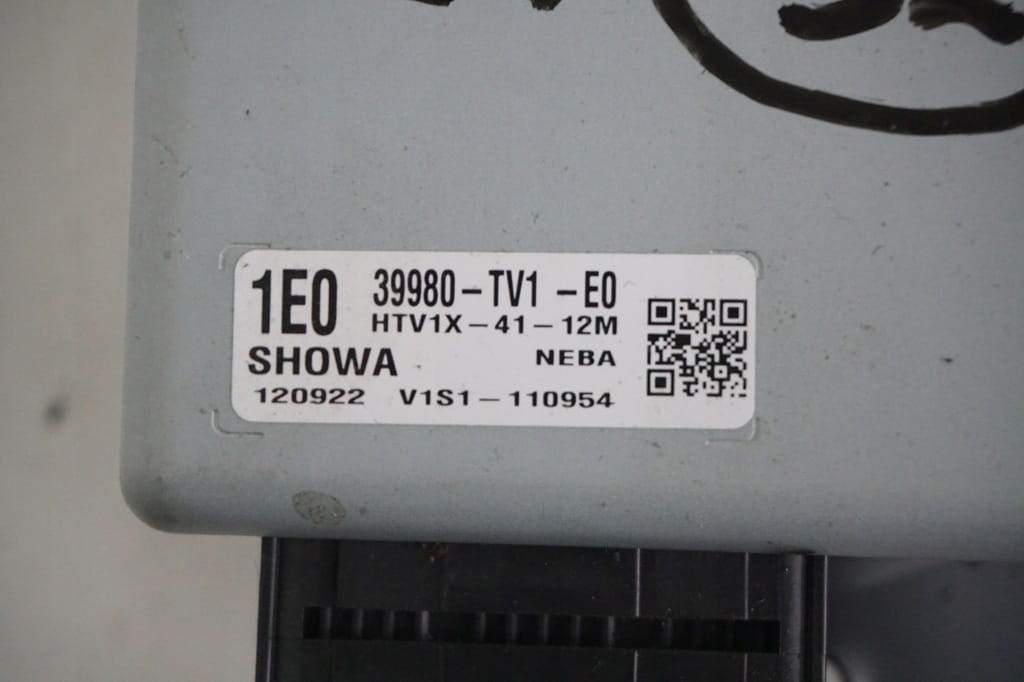 1E0 39980-TV1 -E0
HTV1X-41-12M
SHOWA NEBA
120922 V1S1-110954